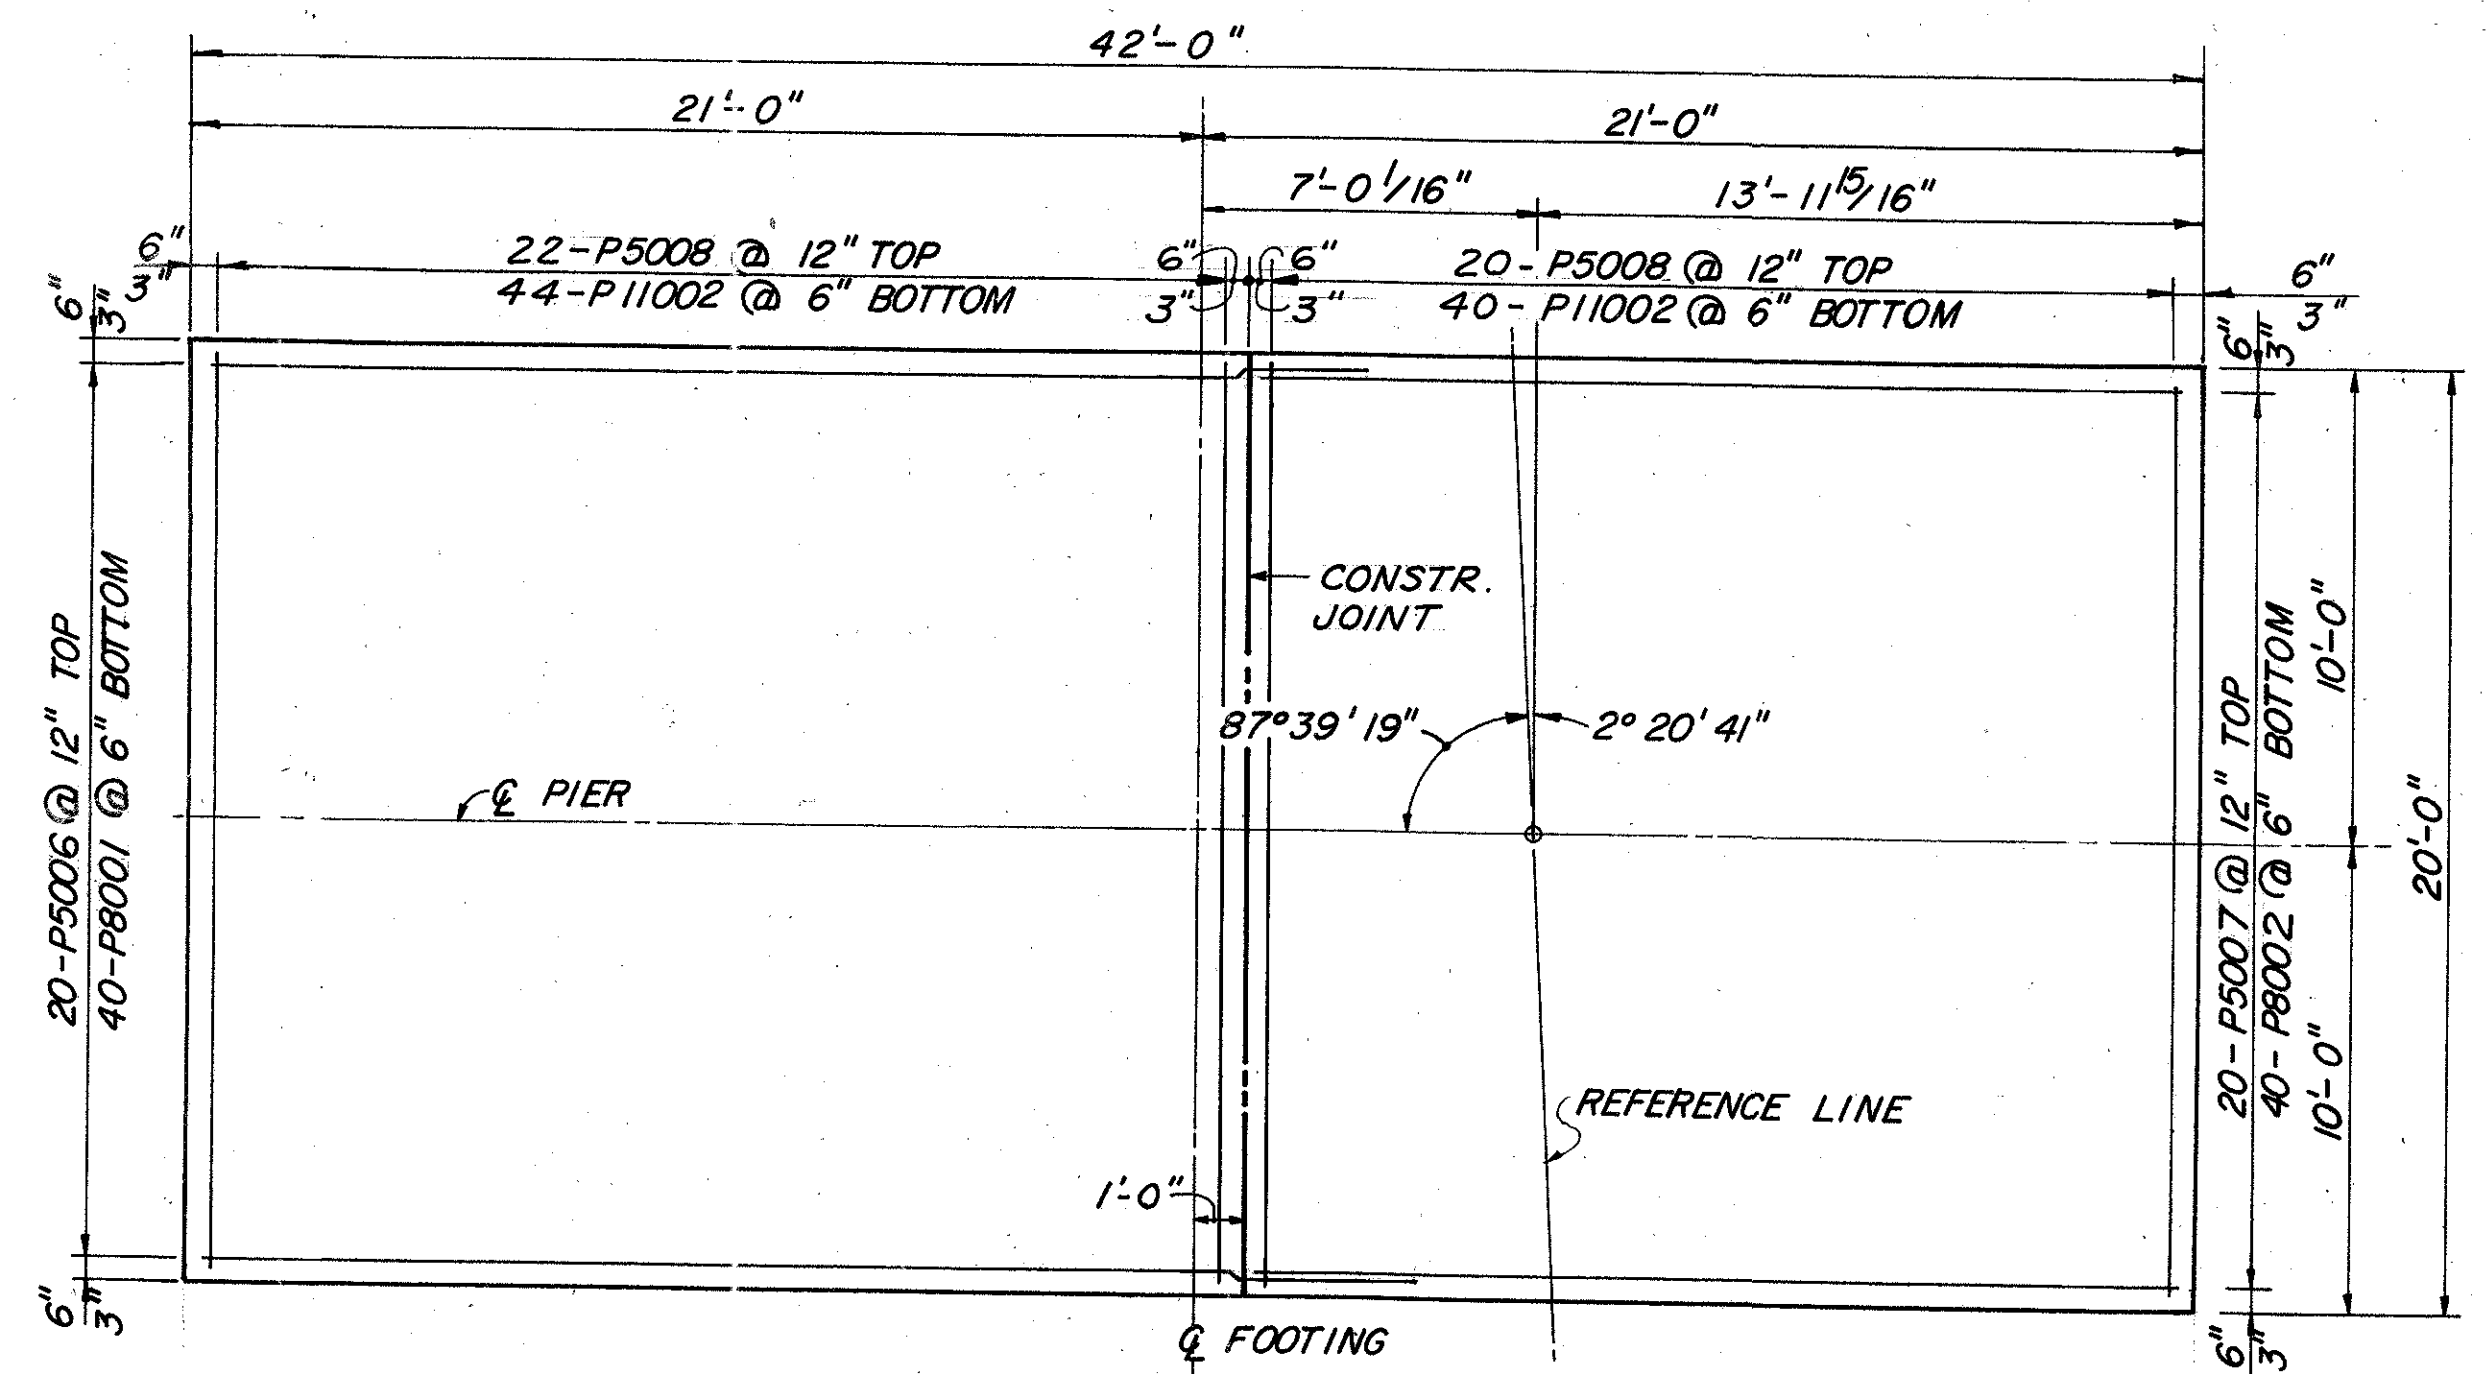 42'-0"
21'-0"
21'-0"
7'-0 1/16"
13'-11 15/16"
6"
3"
22-P5008 @ 12" TOP
44-P11002 @ 6" BOTTOM
6"
3"
6"
3"
20-P5008 @ 12" TOP
40-P11002 @ 6" BOTTOM
6"
3"
6"
3"
6"
3"
CONSTR.
JOINT
87°39'19"
2°20'41"
℄ PIER
20-P5006 @ 12" TOP
40-P8001 @ 6" BOTTOM
20-P5007 @ 12" TOP
40-P8002 @ 6" BOTTOM
10'-0"
10'-0"
20'-0"
REFERENCE LINE
1'-0"
6"
3"
℄ FOOTING
6"
3"